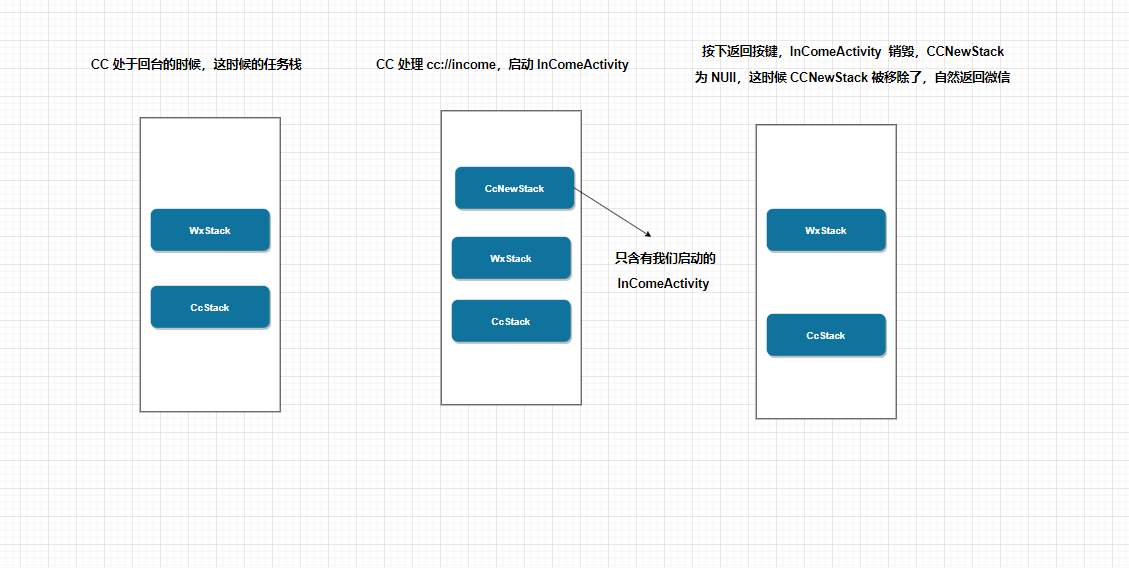 CC 处于回台的时候，这时候的任务栈
WxStack
CcStack
CC 处理 cc://income，启动 InComeActivity
CcNewStack
WxStack
CcStack
只含有我们启动的
InComeActivity
按下返回按键，InComeActivity 销毁，CCNewStack
为 NUll，这时候 CCNewStack 被移除了，自然返回微信
WxStack
CcStack